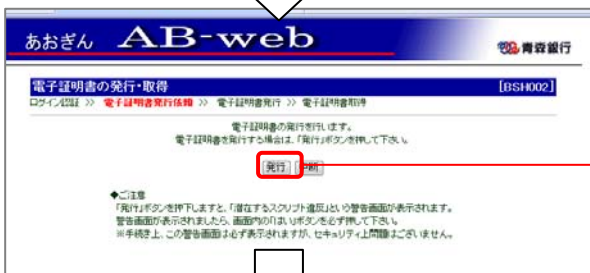 あおぎん AB-web 青森銀行
電子証明書の発行・取得 [BSH002]
ログイン認証 >> 電子証明書発行依頼 >> 電子証明書発行 >> 電子証明書取得
電子証明書の発行を行います。
電子証明書を発行する場合は、「発行」ボタンを押して下さい。
発行 中断
◆ご注意
「発行」ボタンを押下しますと、「潜在するスクリプト違反」という警告画面が表示されます。
警告画面が表示されましたら、画面内の「はい」ボタンを必ず押して下さい。
※手続き上、この警告画面は必ず表示されますが、セキュリティ上問題はございません。